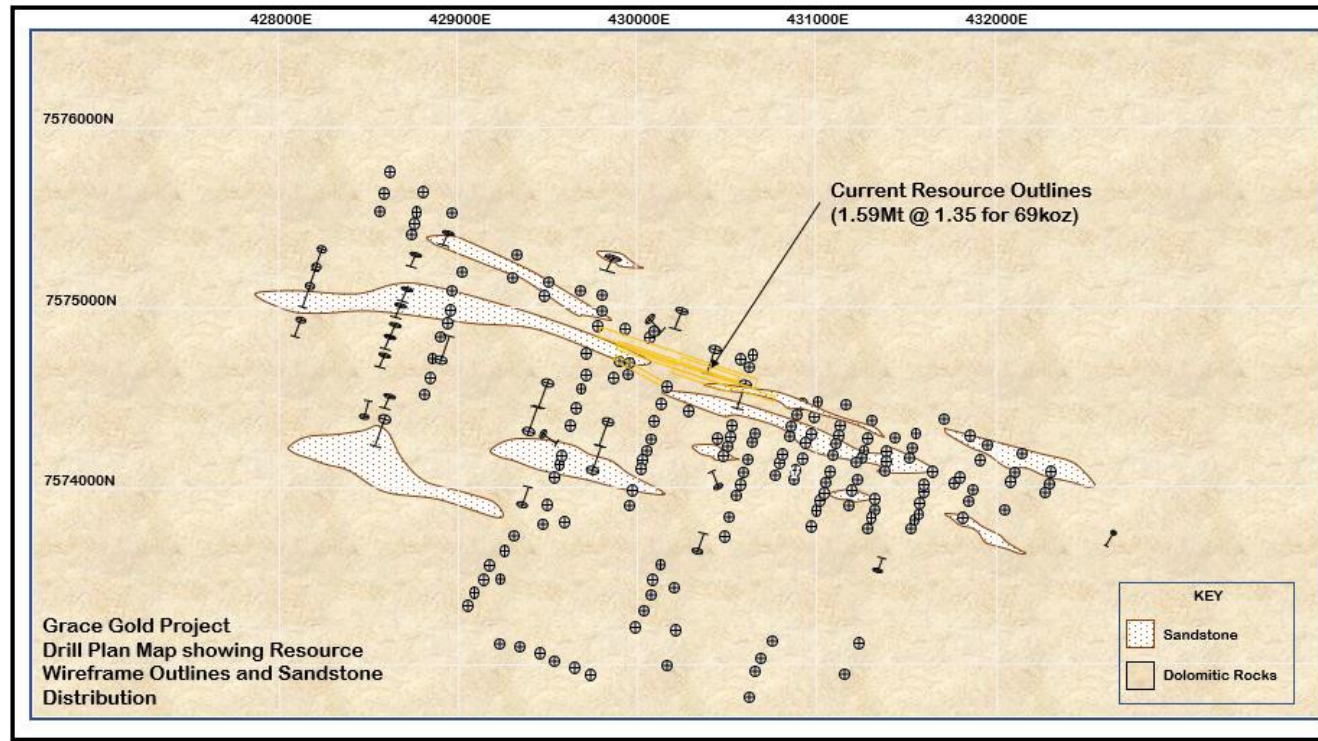 428000E 429000E 430000E 431000E 432000E
7576000N
Current Resource Outlines
(1.59Mt @ 1.35 for 69koz)
7575000N
7574000N
KEY
Sandstone
Dolomitic Rocks
Grace Gold Project
Drill Plan Map showing Resource
Wireframe Outlines and Sandstone
Distribution